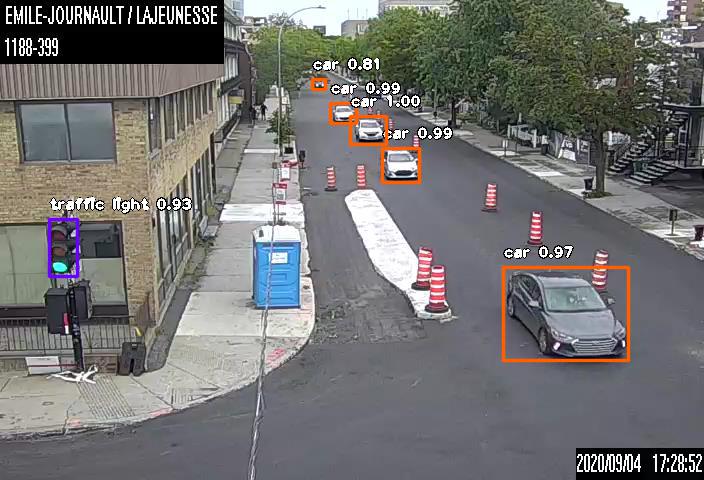 EMILE-JOURNAULT / LAJEUNESSE
1188-399
car 0.81
car 0.99
car 1.00
car 0.99
traffic light 0.93
car 0.97
2020/09/04 17:28:52